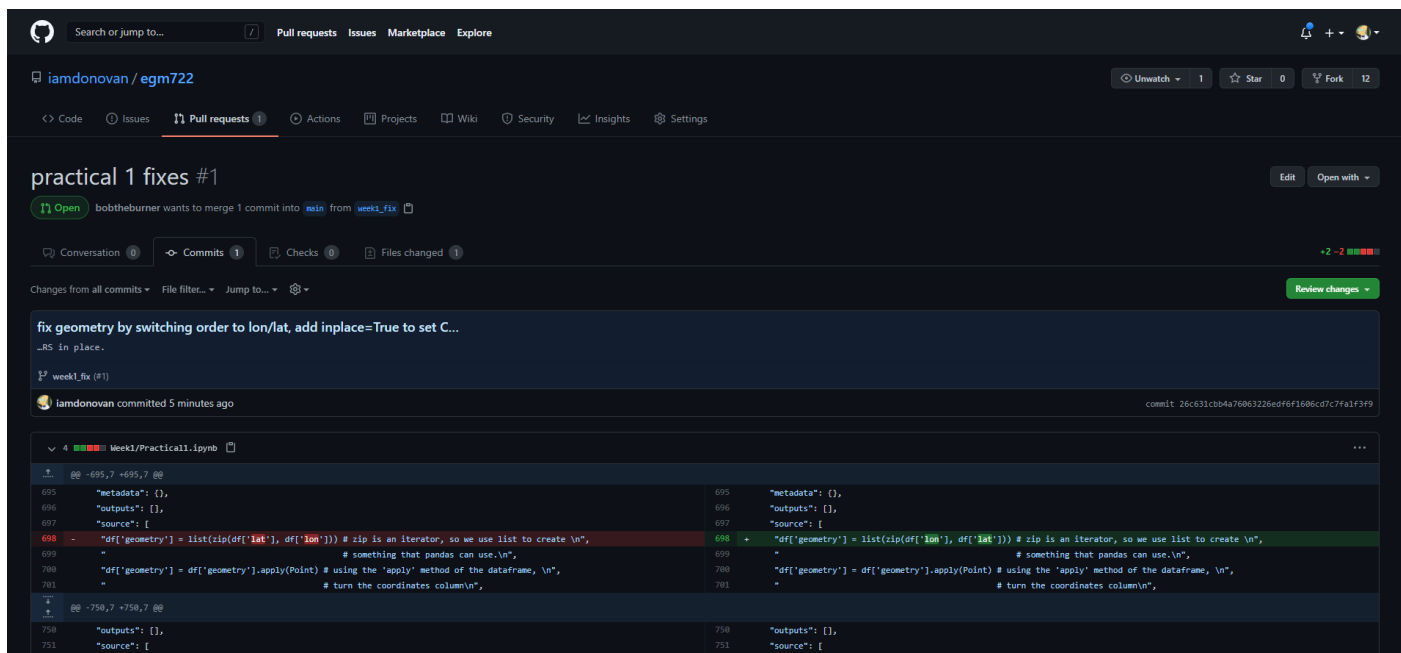 Search or jump to... / Pull requests Issues Marketplace Explore
iamdonovan / egm722 Unwatch 1 Star 0 Fork 12
<> Code Issues Pull requests 1 Actions Projects Wiki Security Insights Settings
practical 1 fixes #1 Edit Open with
Open bobtheburner wants to merge 1 commit into main from week1_fix
Conversation 0 Commits 1 Checks 0 Files changed 1 +2 −2
Changes from all commits File filter... Jump to... Review changes
fix geometry by switching order to lon/lat, add inplace=True to set C...
…RS in place.
week1_fix (#1)
iamdonovan committed 5 minutes ago commit 26c631cbb4a76063226edf6f1606cd7c7fa1f3f9
4 Week1/Practical1.ipynb ...
@@ -695,7 +695,7 @@
695 "metadata": {}, 695 "metadata": {},
696 "outputs": [], 696 "outputs": [],
697 "source": [ 697 "source": [
698 - "df['geometry'] = list(zip(df['lat'], df['lon'])) # zip is an iterator, so we use list to create \n", 698 + "df['geometry'] = list(zip(df['lon'], df['lat'])) # zip is an iterator, so we use list to create \n",
699 " # something that pandas can use.\n", 699 " # something that pandas can use.\n",
700 "df['geometry'] = df['geometry'].apply(Point) # using the 'apply' method of the dataframe, \n", 700 "df['geometry'] = df['geometry'].apply(Point) # using the 'apply' method of the dataframe, \n",
701 " # turn the coordinates column\n", 701 " # turn the coordinates column\n",
@@ -750,7 +750,7 @@
750 "outputs": [], 750 "outputs": [],
751 "source": [ 751 "source": [